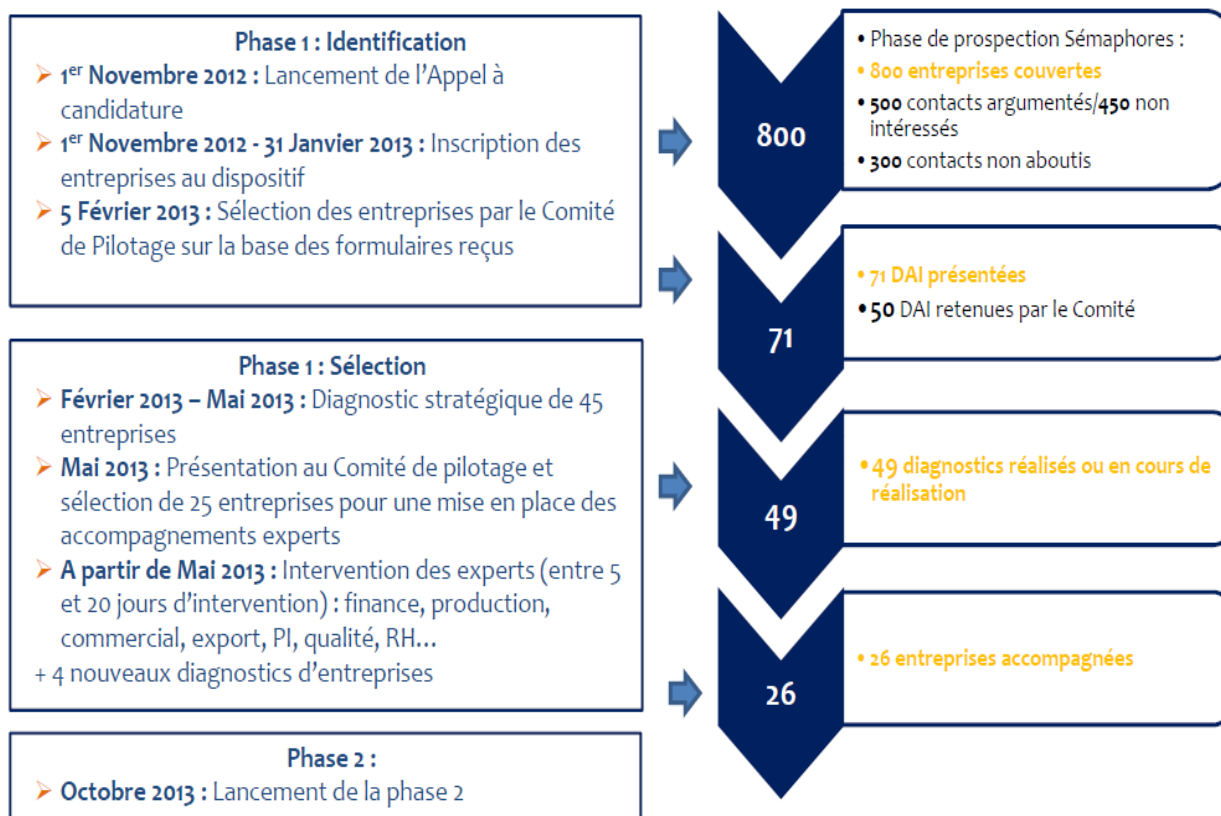 Phase 1 : Identification
➤ 1er Novembre 2012 : Lancement de l'Appel à
candidature
➤ 1er Novembre 2012 - 31 Janvier 2013 : Inscription des
entreprises au dispositif
➤ 5 Février 2013 : Sélection des entreprises par le Comité
de Pilotage sur la base des formulaires reçus
Phase 1 : Sélection
➤ Février 2013 – Mai 2013 : Diagnostic stratégique de 45
entreprises
➤ Mai 2013 : Présentation au Comité de pilotage et
sélection de 25 entreprises pour une mise en place des
accompagnements experts
➤ A partir de Mai 2013 : Intervention des experts (entre 5
et 20 jours d'intervention) : finance, production,
commercial, export, PI, qualité, RH...
+ 4 nouveaux diagnostics d'entreprises
Phase 2 :
➤ Octobre 2013 : Lancement de la phase 2
800
• Phase de prospection Sémaphores :
• 800 entreprises couvertes
• 500 contacts argumentés/450 non
intéressés
• 300 contacts non aboutis
71
• 71 DAI présentées
• 50 DAI retenues par le Comité
49
• 49 diagnostics réalisés ou en cours de
réalisation
26
• 26 entreprises accompagnées